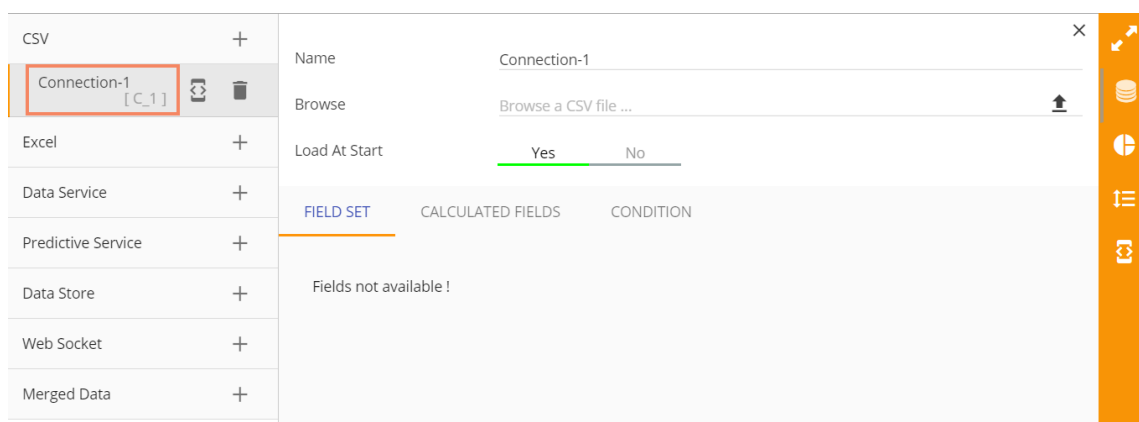 CSV
Connection-1
[ C_1 ]
Excel
Data Service
Predictive Service
Data Store
Web Socket
Merged Data
Name
Connection-1
Browse
Browse a CSV file ...
Load At Start
Yes No
FIELD SET CALCULATED FIELDS CONDITION
Fields not available !